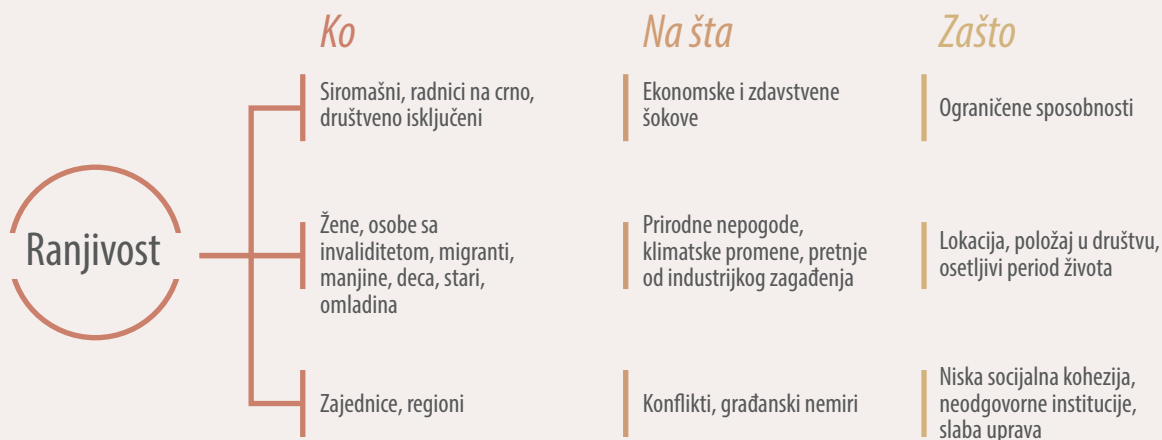 Ko
Na šta
Zašto
Siromašni, radnici na crno,
društveno isključeni
Ekonomske i zdavstvene
šokove
Ograničene sposobnosti
Ranjivost
Žene, osobe sa
invaliditetom, migranti,
manjine, deca, stari,
omladina
Prirodne nepogode,
klimatske promene, pretnje
od industrijkog zagađenja
Lokacija, položaj u društvu,
osetljivi period života
Zajednice, regioni
Konflikti, građanski nemiri
Niska socijalna kohezija,
neodgovorne institucije,
slaba uprava